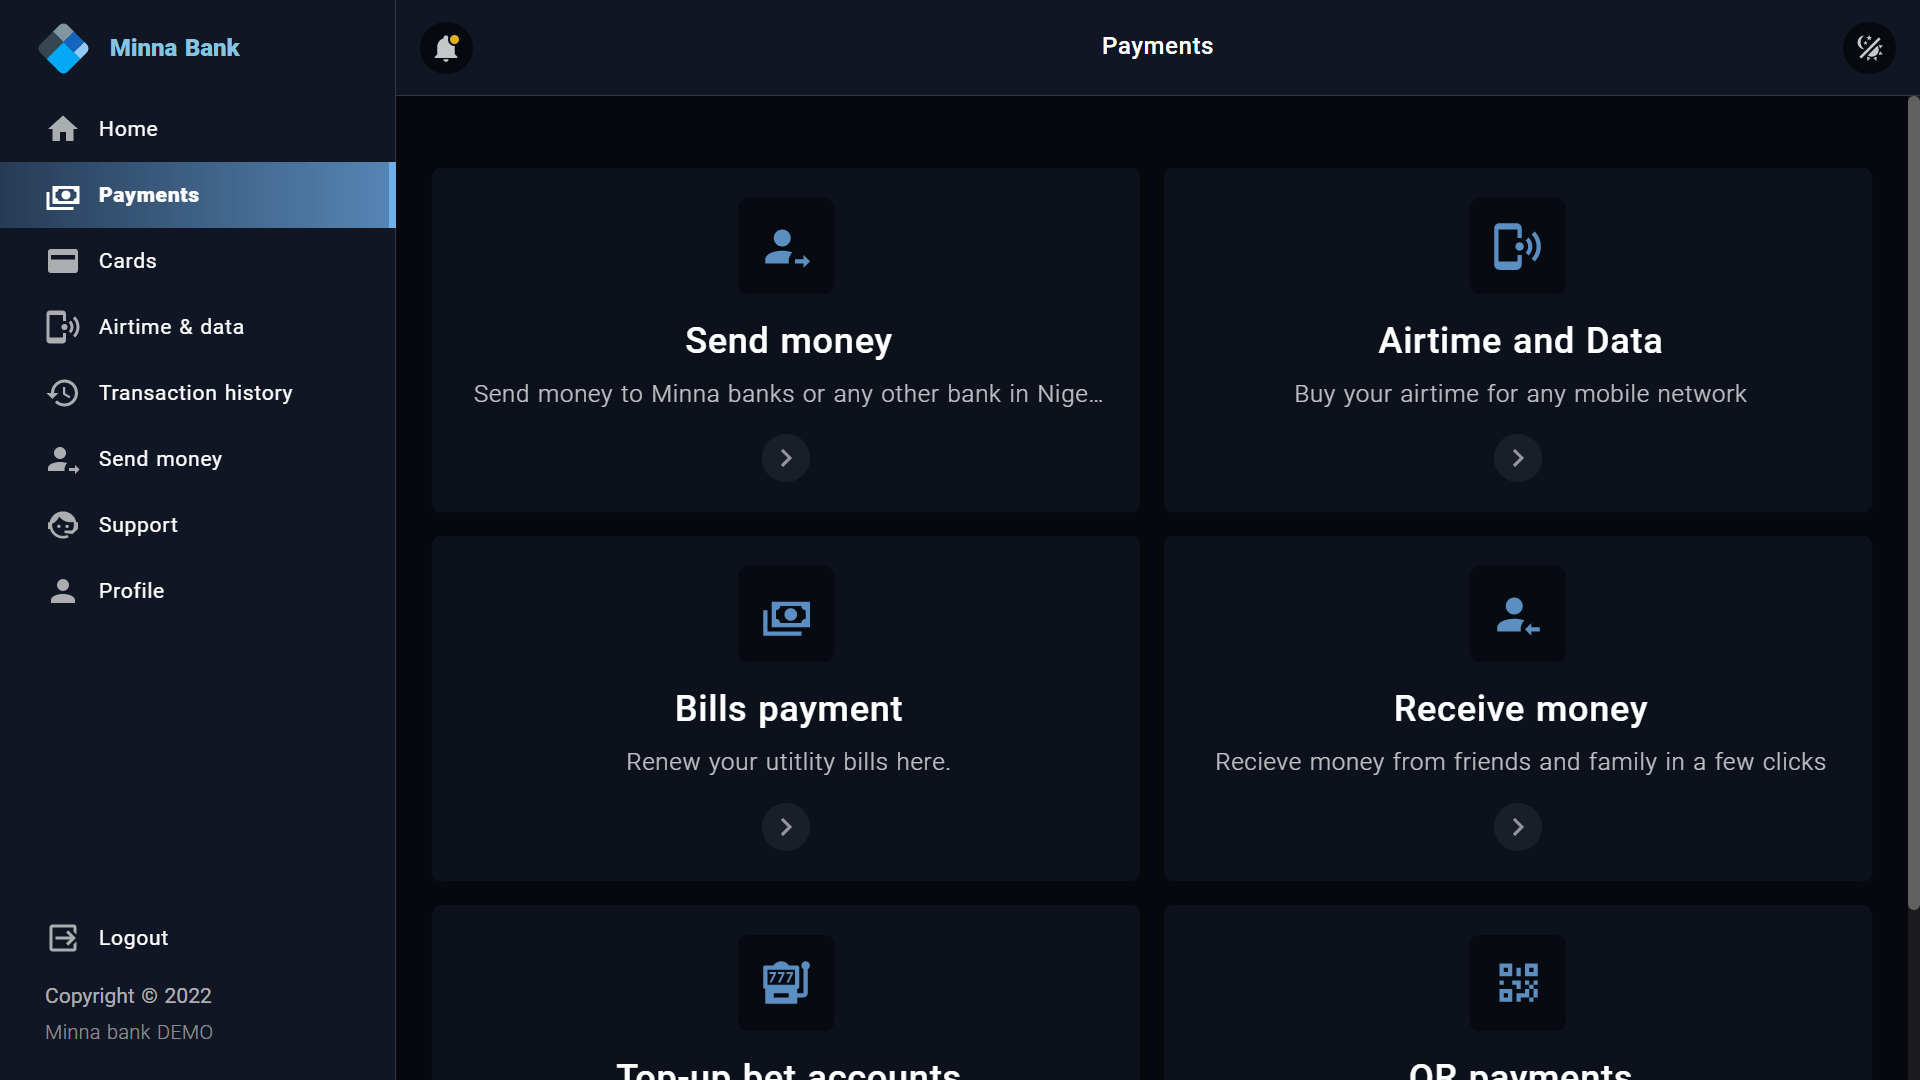 Minna Bank
Home
Payments
Cards
Airtime & data
Transaction history
Send money
Support
Profile
Logout
Copyright © 2022
Minna bank DEMO
Payments
Send money
Send money to Minna banks or any other bank in Nige...
Airtime and Data
Buy your airtime for any mobile network
Bills payment
Renew your utitlity bills here.
Receive money
Recieve money from friends and family in a few clicks
777
Top-up bet accounts
QR payments